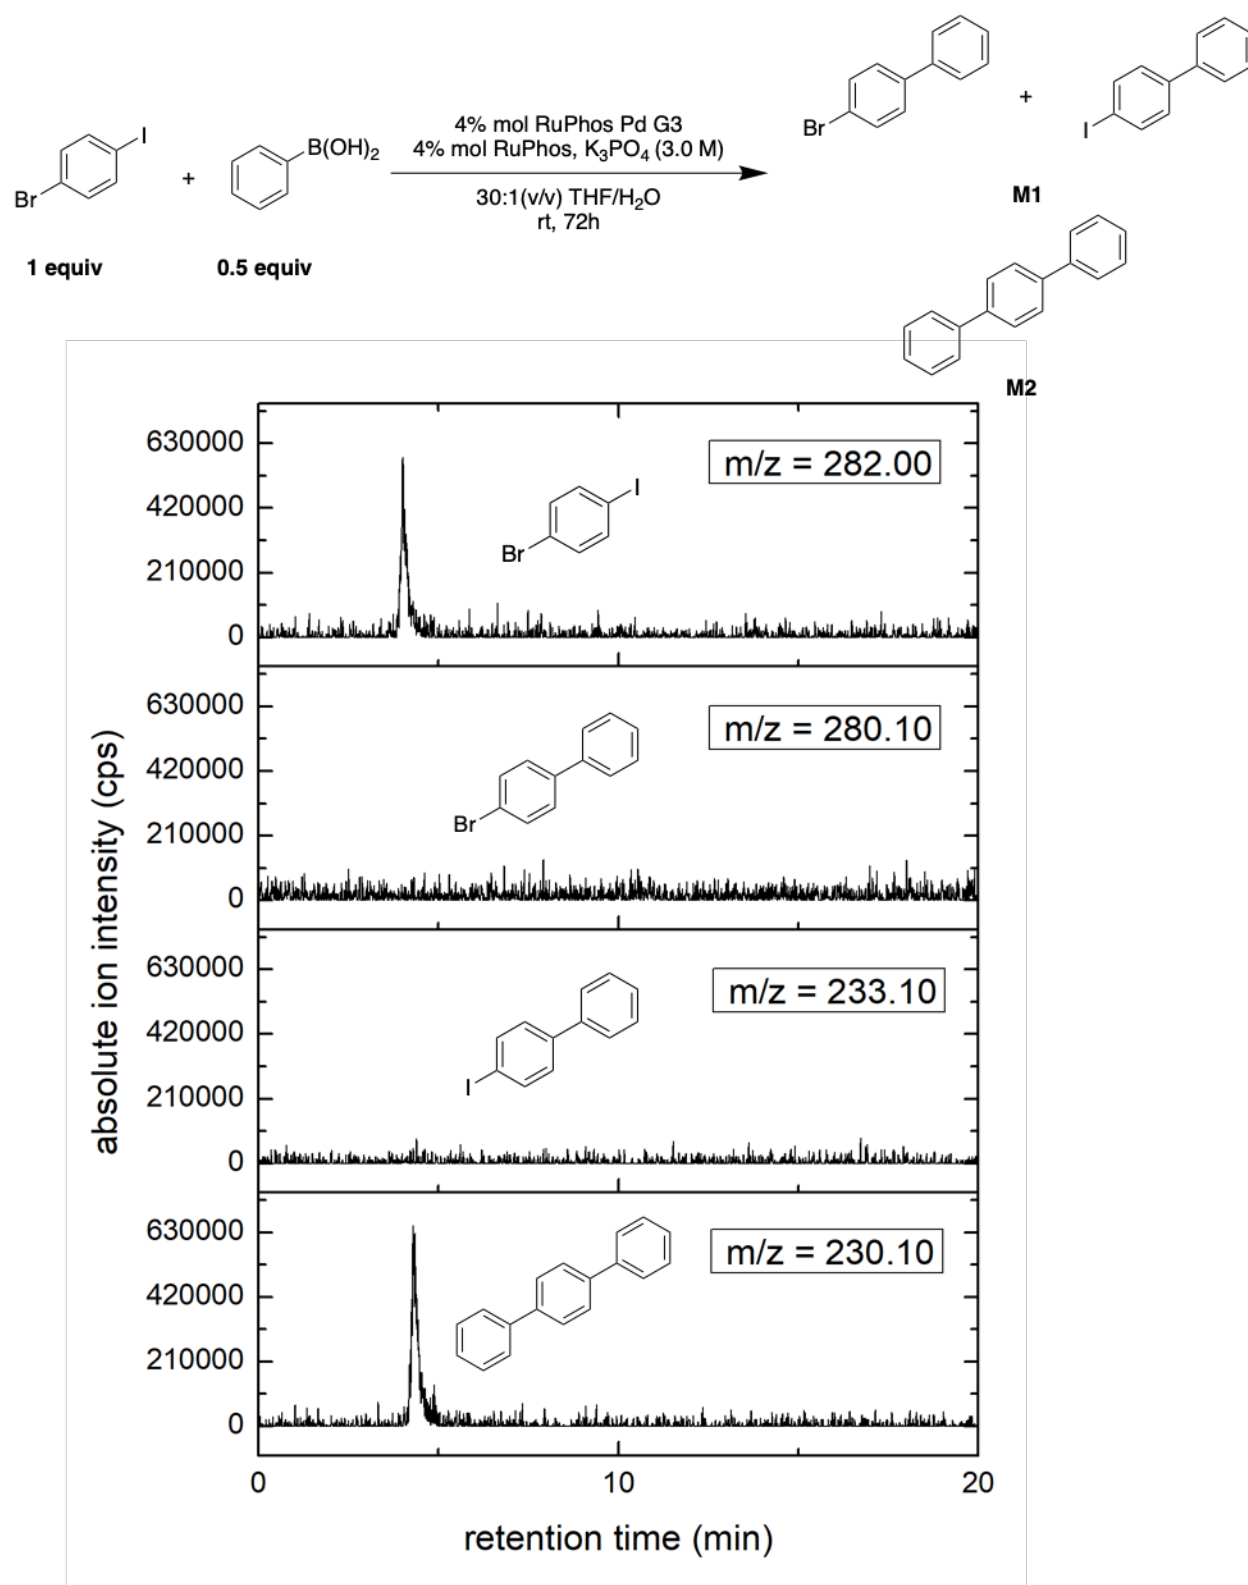 I
Br
+
B(OH)2
4% mol RuPhos Pd G3
4% mol RuPhos, K3PO4 (3.0 M)
30:1(v/v) THF/H2O
rt, 72h
Br
+
I
M1
1 equiv
0.5 equiv
M2
630000
420000
210000
0
I
Br
m/z = 282.00
630000
420000
210000
0
Br
m/z = 280.10
630000
420000
210000
0
I
m/z = 233.10
630000
420000
210000
0
m/z = 230.10
absolute ion intensity (cps)
0
10
20
retention time (min)